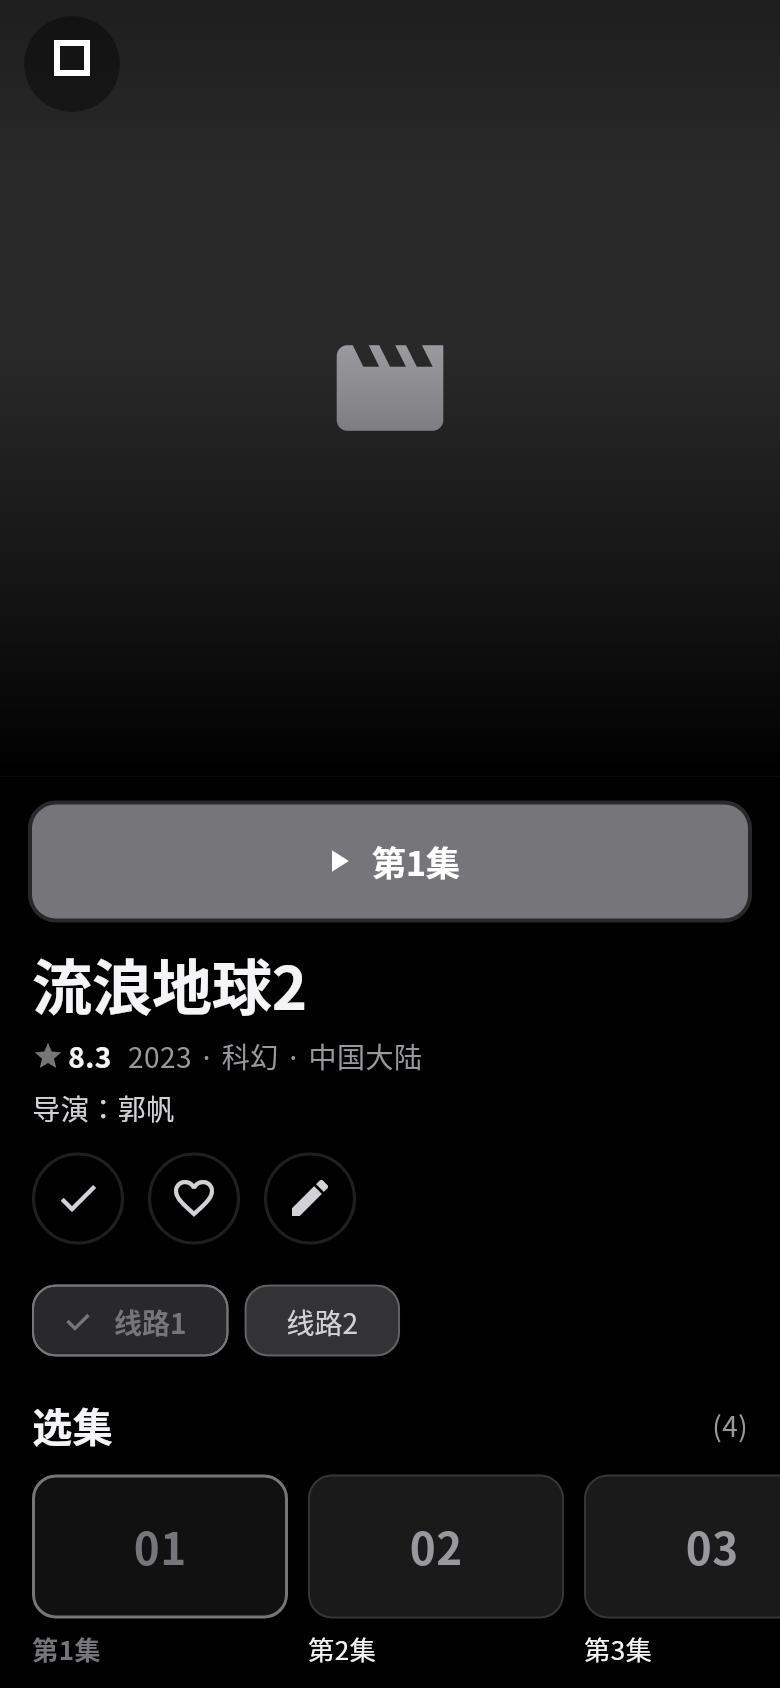 第1集
流浪地球2
8.3 2023 · 科幻 · 中国大陆
导演：郭帆
线路1 线路2
选集 (4)
01 02 03
第1集 第2集 第3集